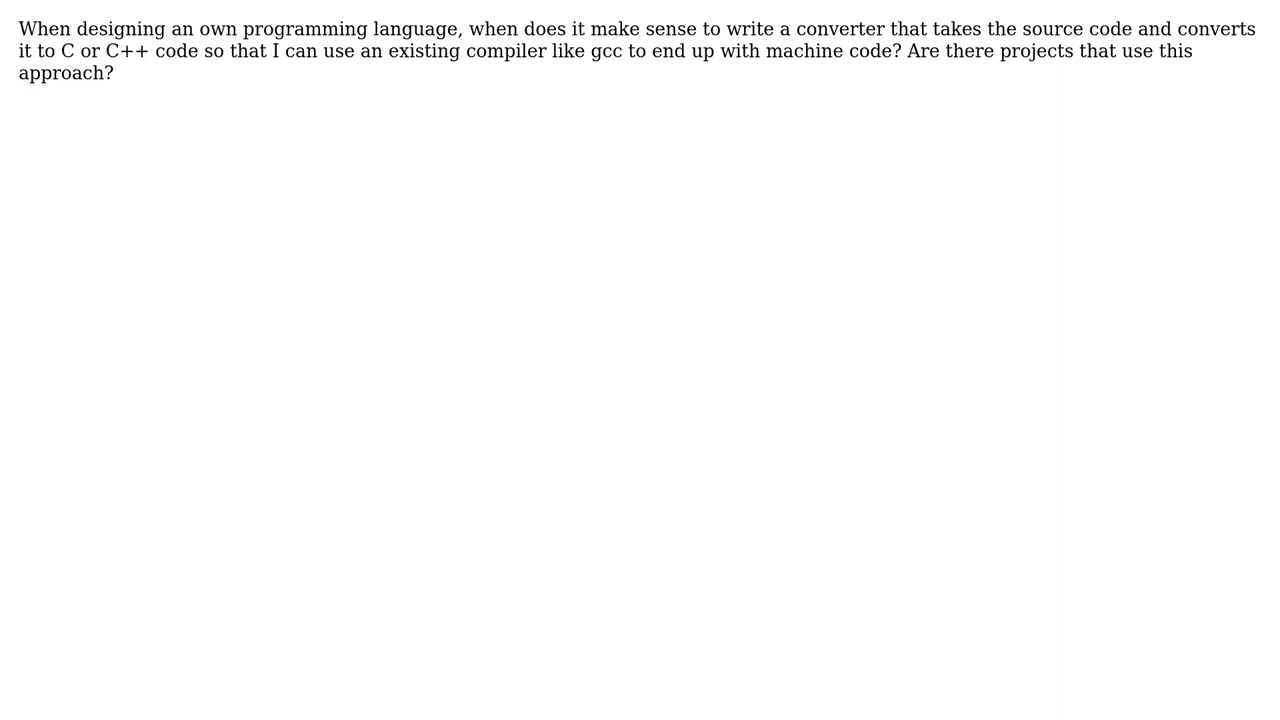 When designing an own programming language, when does it make sense to write a converter that takes the source code and converts
it to C or C++ code so that I can use an existing compiler like gcc to end up with machine code? Are there projects that use this
approach?